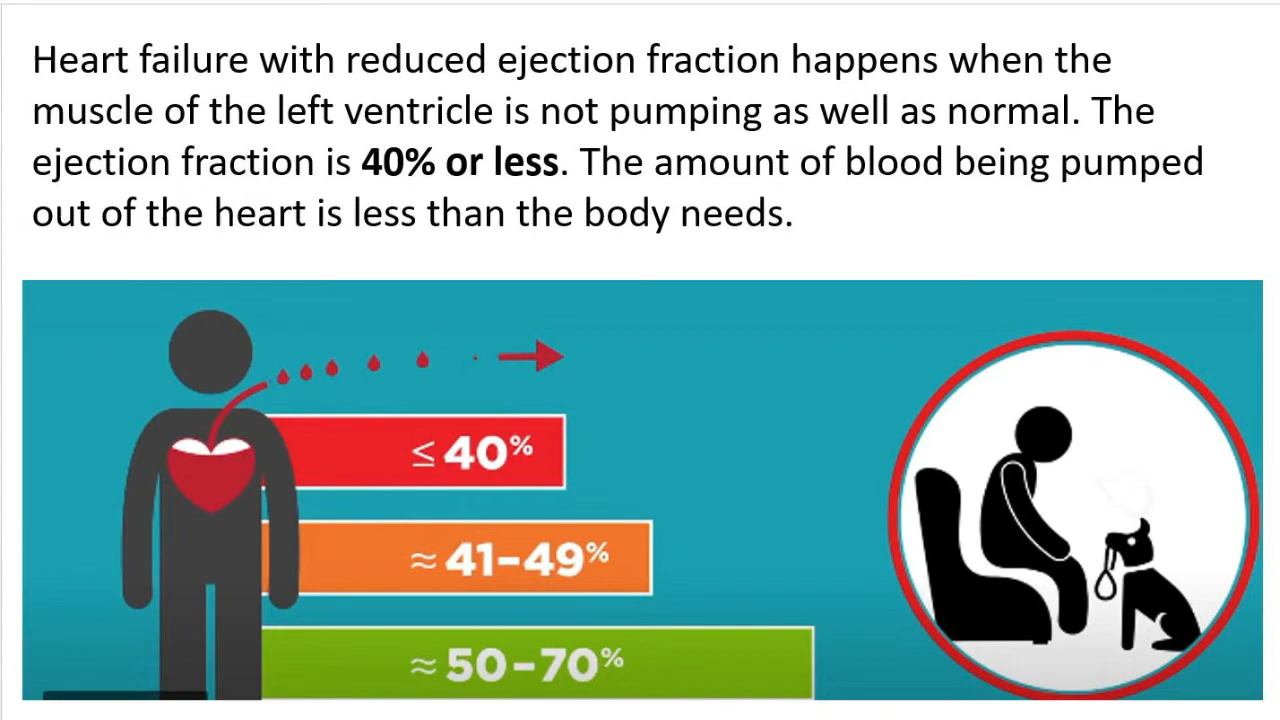 Heart failure with reduced ejection fraction happens when the
muscle of the left ventricle is not pumping as well as normal. The
ejection fraction is 40% or less. The amount of blood being pumped
out of the heart is less than the body needs.
≤ 40%
≈ 41–49%
≈ 50–70%